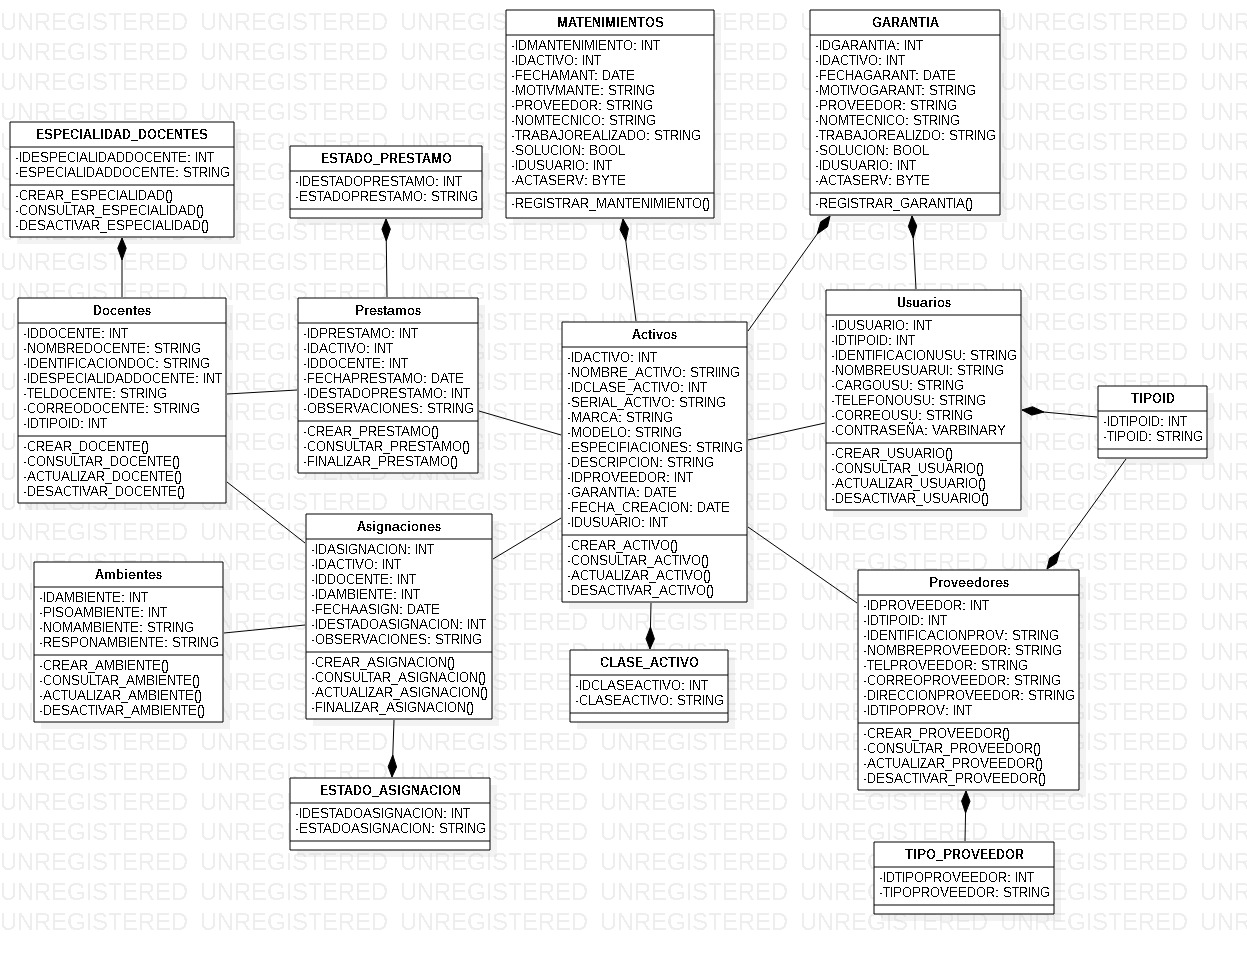 MATENIMIENTOS
-IDMANTENIMIENTO: INT
-IDACTIVO: INT
-FECHAMANT: DATE
-MOTIVMANTE: STRING
-PROVEEDOR: STRING
-NOMTECNICO: STRING
-TRABAJOREALIZADO: STRING
-SOLUCION: BOOL
-IDUSUARIO: INT
-ACTASERV: BYTE
-REGISTRAR_MANTENIMIENTO()
GARANTIA
-IDGARANTIA: INT
-IDACTIVO: INT
-FECHAGARANT: DATE
-MOTIVOGARANT: STRING
-PROVEEDOR: STRING
-NOMTECNICO: STRING
-TRABAJOREALIZDO: STRING
-SOLUCION: BOOL
-IDUSUARIO: INT
-ACTASERV: BYTE
-REGISTRAR_GARANTIA()
ESPECIALIDAD_DOCENTES
-IDESPECIALIDADDOCENTE: INT
-ESPECIALIDADDOCENTE: STRING
-CREAR_ESPECIALIDAD()
-CONSULTAR_ESPECIALIDAD()
-DESACTIVAR_ESPECIALIDAD()
ESTADO_PRESTAMO
-IDESTADOPRESTAMO: INT
-ESTADOPRESTAMO: STRING
Docentes
-IDDOCENTE: INT
-NOMBREDOCENTE: STRING
-IDENTIFICACIONDOC: STRING
-IDESPECIALIDADDOCENTE: INT
-TELDOCENTE: STRING
-CORREODOCENTE: STRING
-IDTIPOID: INT
-CREAR_DOCENTE()
-CONSULTAR_DOCENTE()
-ACTUALIZAR_DOCENTE()
-DESACTIVAR_DOCENTE()
Prestamos
-IDPRESTAMO: INT
-IDACTIVO: INT
-IDDOCENTE: INT
-FECHAPRESTAMO: DATE
-IDESTADOPRESTAMO: INT
-OBSERVACIONES: STRING
-CREAR_PRESTAMO()
-CONSULTAR_PRESTAMO()
-FINALIZAR_PRESTAMO()
Activos
-IDACTIVO: INT
-NOMBRE_ACTIVO: STRIING
-IDCLASE_ACTIVO: INT
-SERIAL_ACTIVO: STRING
-MARCA: STRING
-MODELO: STRING
-ESPECIFIACIONES: STRING
-DESCRIPCION: STRING
-IDPROVEEDOR: INT
-GARANTIA: DATE
-FECHA_CREACION: DATE
-IDUSUARIO: INT
-CREAR_ACTIVO()
-CONSULTAR_ACTIVO()
-ACTUALIZAR_ACTIVO()
-DESACTIVAR_ACTIVO()
Usuarios
-IDUSUARIO: INT
-IDTIPOID: INT
-IDENTIFICACIONUSU: STRING
-NOMBREUSUARUI: STRING
-CARGOUSU: STRING
-TELEFONOUSU: STRING
-CORREOUSU: STRING
-CONTRASEÑA: VARBINARY
-CREAR_USUARIO()
-CONSULTAR_USUARIO()
-ACTUALIZAR_USUARIO()
-DESACTIVAR_USUARIO()
TIPOID
-IDTIPOID: INT
-TIPOID: STRING
Asignaciones
-IDASIGNACION: INT
-IDACTIVO: INT
-IDDOCENTE: INT
-IDAMBIENTE: INT
-FECHAASIGN: DATE
-IDESTADOASIGNACION: INT
-OBSERVACIONES: STRING
-CREAR_ASIGNACION()
-CONSULTAR_ASIGNACION()
-ACTUALIZAR_ASIGNACION()
-FINALIZAR_ASIGNACION()
Ambientes
-IDAMBIENTE: INT
-PISOAMBIENTE: INT
-NOMAMBIENTE: STRING
-RESPONAMBIENTE: STRING
-CREAR_AMBIENTE()
-CONSULTAR_AMBIENTE()
-ACTUALIZAR_AMBIENTE()
-DESACTIVAR_AMBIENTE()
Proveedores
-IDPROVEEDOR: INT
-IDTIPOID: INT
-IDENTIFICACIONPROV: STRING
-NOMBREPROVEEDOR: STRING
-TELPROVEEDOR: STRING
-CORREOPROVEEDOR: STRING
-DIRECCIONPROVEEDOR: STRING
-IDTIPOPROV: INT
-CREAR_PROVEEDOR()
-CONSULTAR_PROVEEDOR()
-ACTUALIZAR_PROVEEDOR()
-DESACTIVAR_PROVEEDOR()
CLASE_ACTIVO
-IDCLASEACTIVO: INT
-CLASEACTIVO: STRING
ESTADO_ASIGNACION
-IDESTADOASIGNACION: INT
-ESTADOASIGNACION: STRING
TIPO_PROVEEDOR
-IDTIPOPROVEEDOR: INT
-TIPOPROVEEDOR: STRING
UNREGISTERED